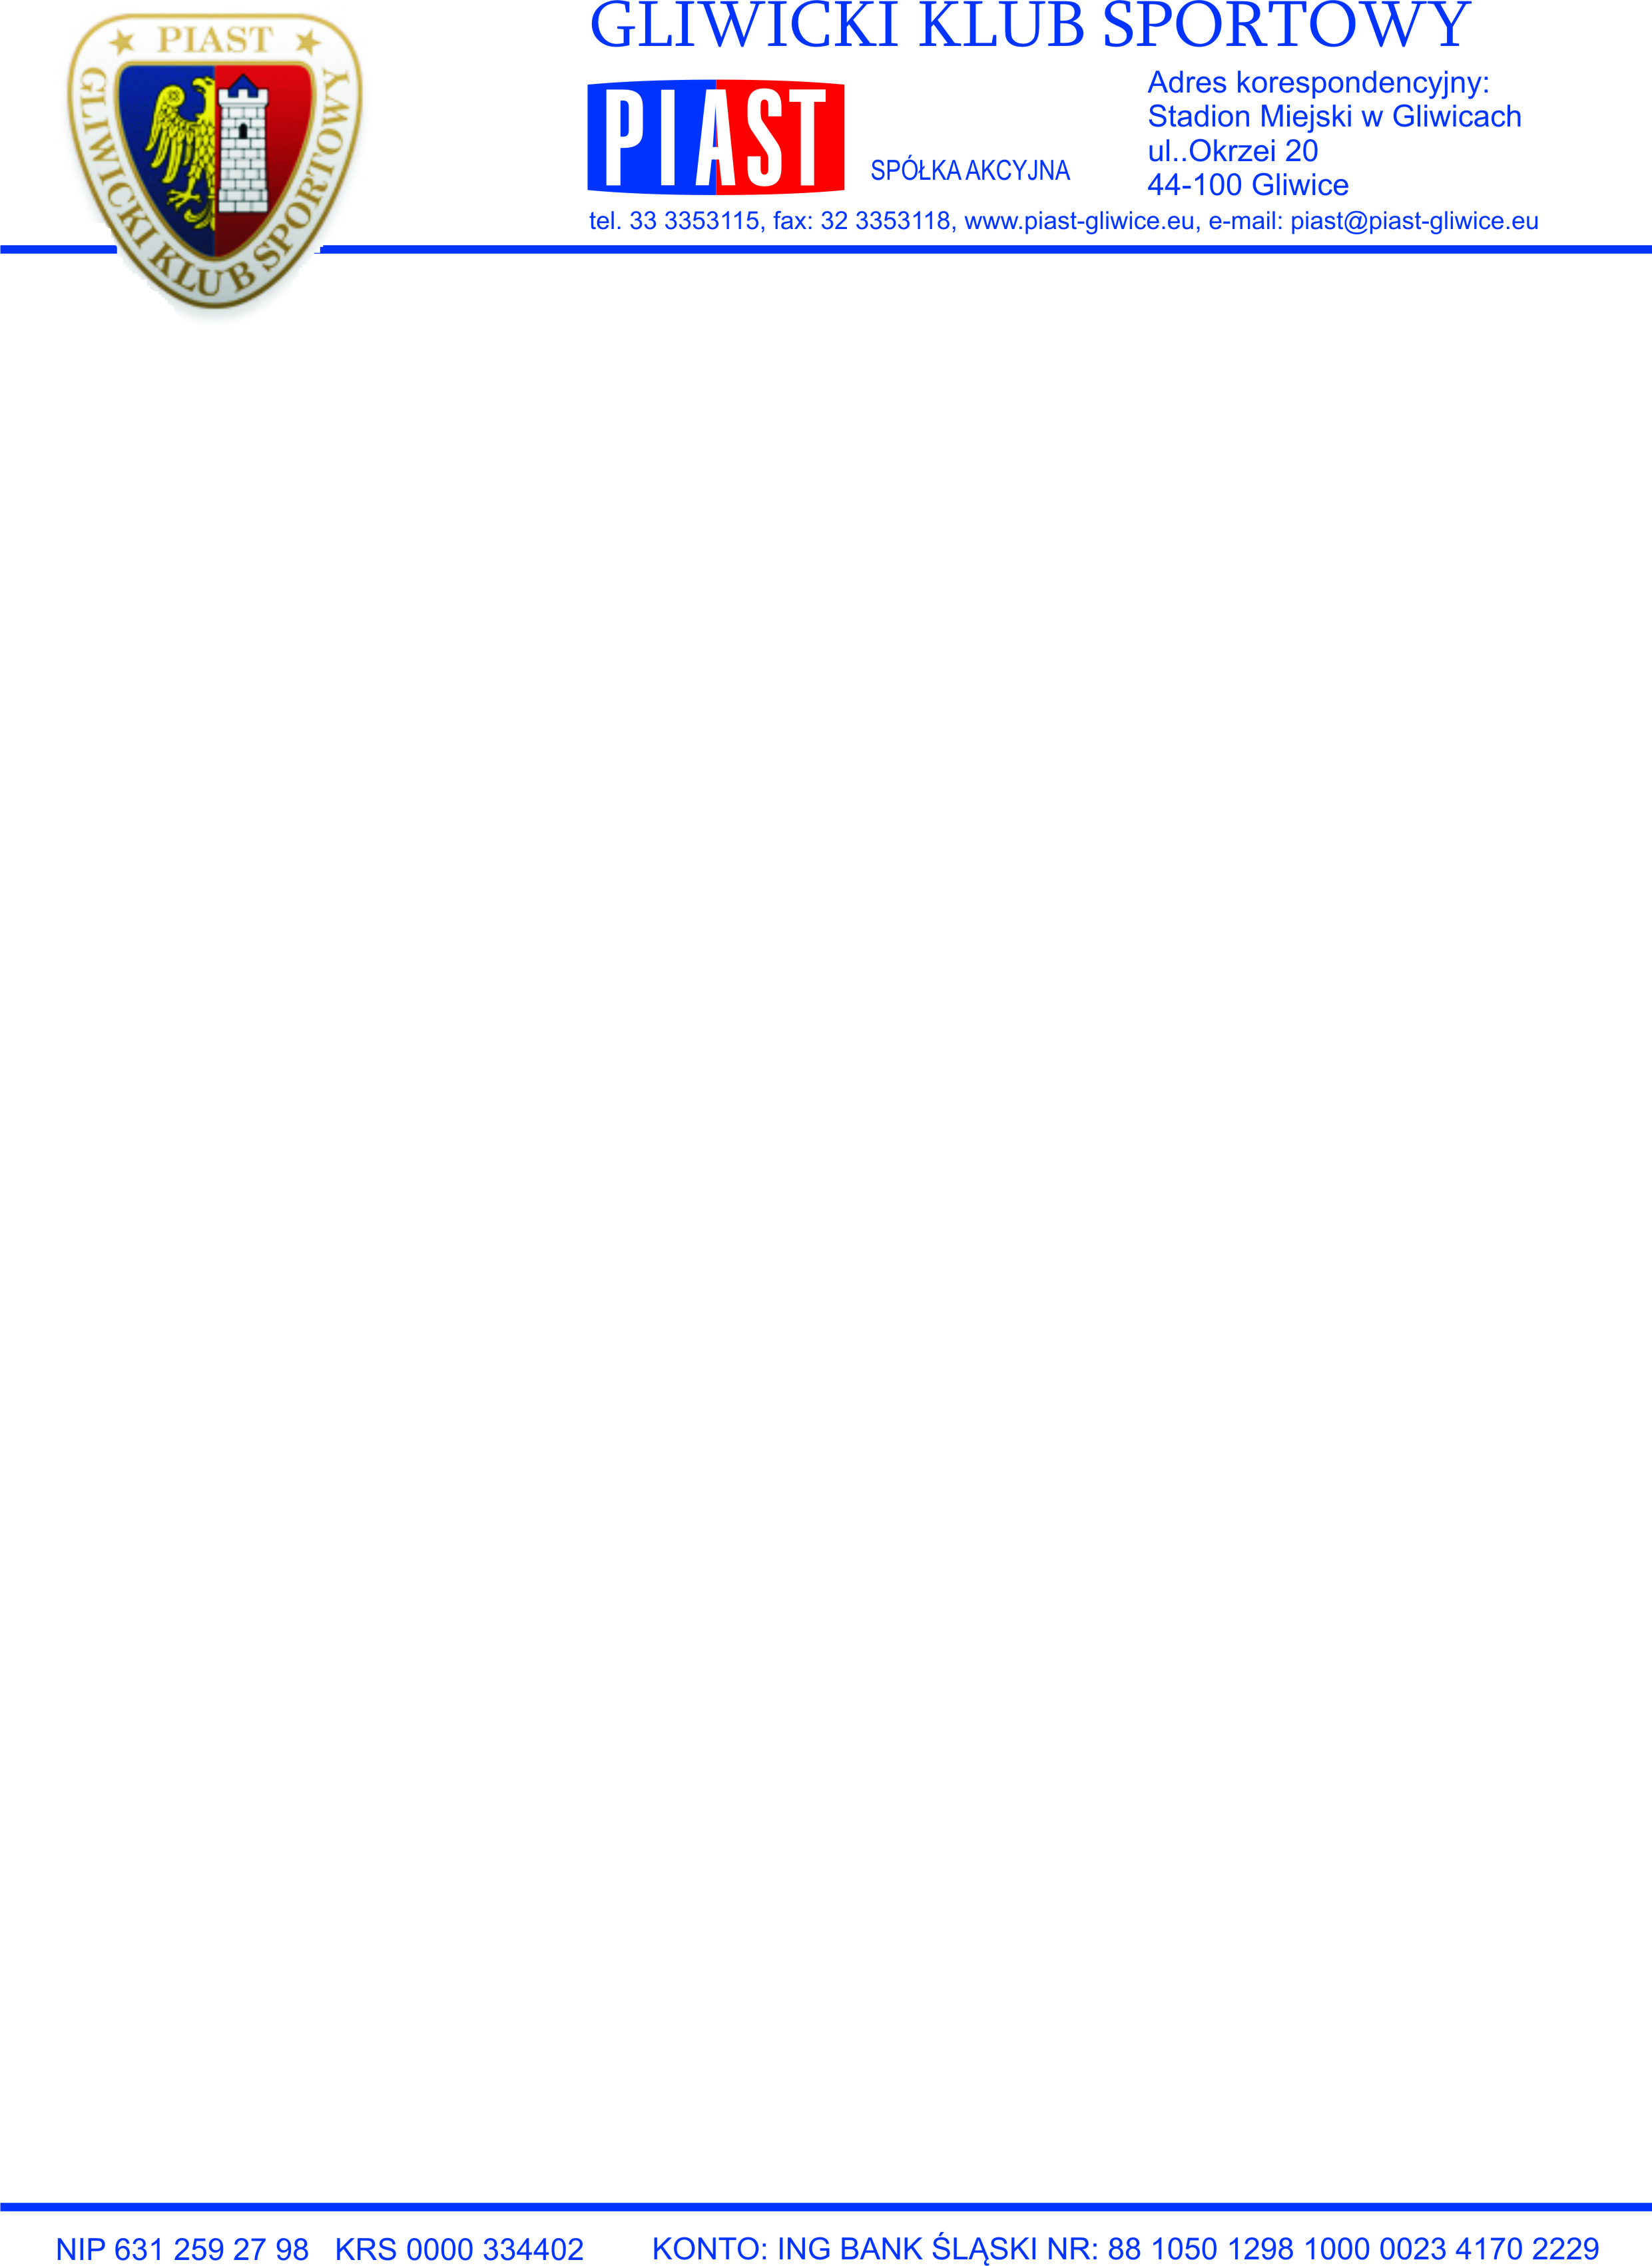 PIAST
GLIWICKI KLUB SPORTOWY
GLIWICKI KLUB SPORTOWY
PIAST
SPÓŁKA AKCYJNA
Adres korespondencyjny:
Stadion Miejski w Gliwicach
ul..Okrzei 20
44-100 Gliwice
tel. 33 3353115, fax: 32 3353118, www.piast-gliwice.eu, e-mail: piast@piast-gliwice.eu
NIP 631 259 27 98 KRS 0000 334402 KONTO: ING BANK ŚLĄSKI NR: 88 1050 1298 1000 0023 4170 2229